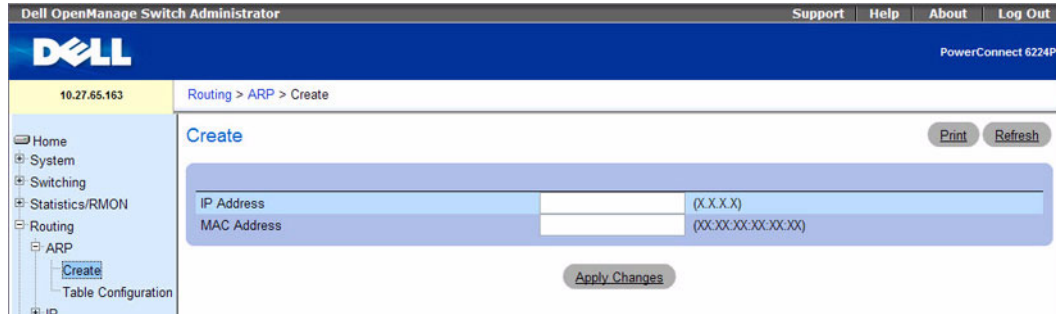 Dell OpenManage Switch Administrator
Support Help About Log Out
DELL
PowerConnect 6224P
10.27.65.163
Routing > ARP > Create
Home
System
Switching
Statistics/RMON
Routing
ARP
Create
Table Configuration
IP
Create
Print Refresh
IP Address (X.X.X.X)
MAC Address (XX:XX:XX:XX:XX:XX)
Apply Changes